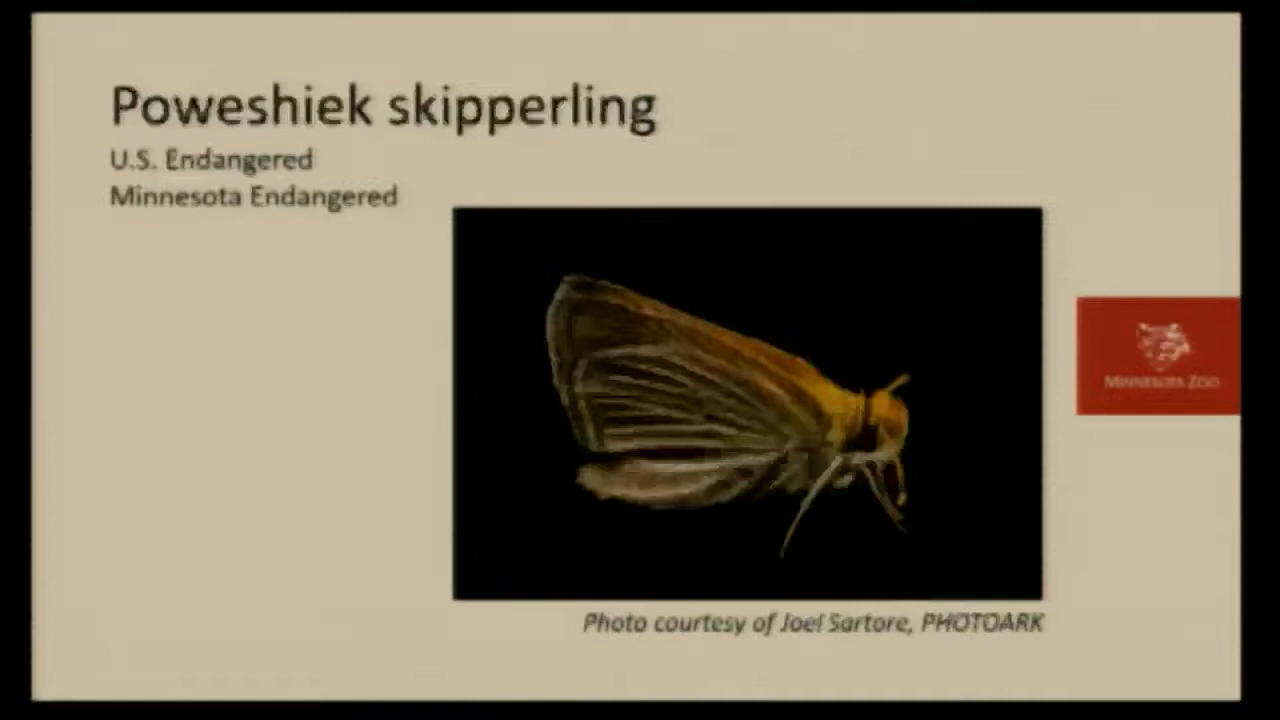 Poweshiek skipperling
U.S. Endangered
Minnesota Endangered
MINNESOTA ZOO
Photo courtesy of Joel Sartore, PHOTOARK